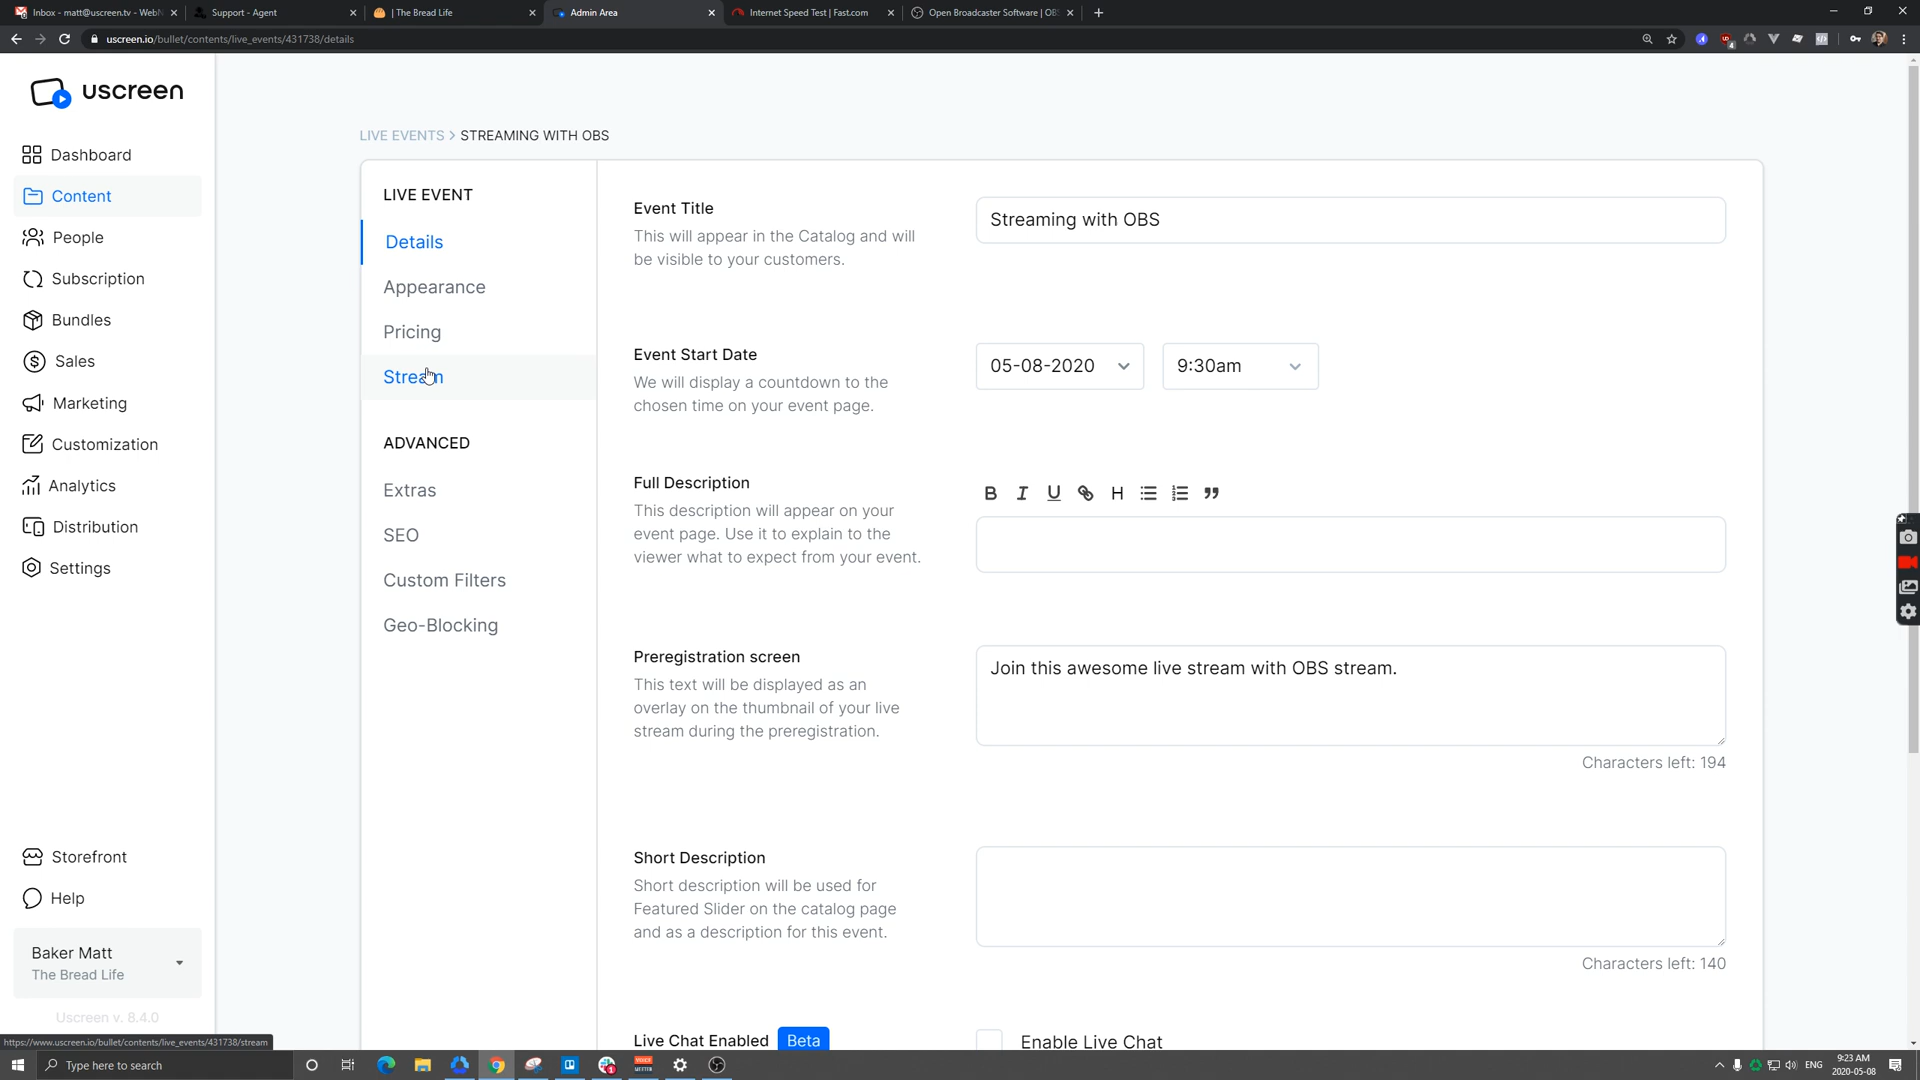 Inbox - matt@uscreen.tv - WebN
Support - Agent
| The Bread Life
Admin Area
Internet Speed Test | Fast.com
Open Broadcaster Software | OBS
uscreen.io/bullet/contents/live_events/431738/details
uscreen
Dashboard
Content
People
Subscription
Bundles
Sales
Marketing
Customization
Analytics
Distribution
Settings
Storefront
Help
Baker Matt
The Bread Life
Uscreen v. 8.4.0
LIVE EVENTS > STREAMING WITH OBS
LIVE EVENT
Details
Appearance
Pricing
Stream
ADVANCED
Extras
SEO
Custom Filters
Geo-Blocking
Event Title
This will appear in the Catalog and will
be visible to your customers.
Streaming with OBS
Event Start Date
We will display a countdown to the
chosen time on your event page.
05-08-2020
9:30am
Full Description
This description will appear on your
event page. Use it to explain to the
viewer what to expect from your event.
B I U H
Preregistration screen
This text will be displayed as an
overlay on the thumbnail of your live
stream during the preregistration.
Join this awesome live stream with OBS stream.
Characters left: 194
Short Description
Short description will be used for
Featured Slider on the catalog page
and as a description for this event.
Characters left: 140
Live Chat Enabled Beta
Enable Live Chat
https://www.uscreen.io/bullet/contents/live_events/431738/stream
Type here to search
ENG
9:23 AM
2020-05-08